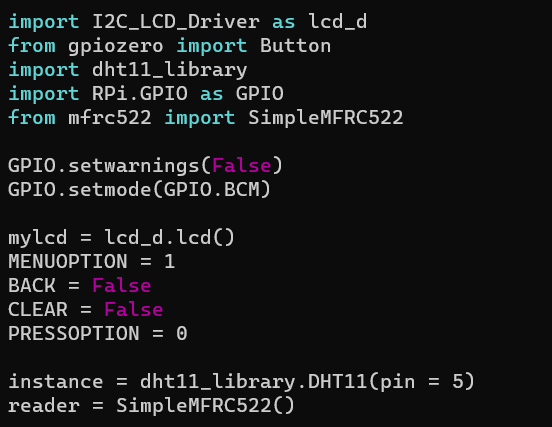 import I2C_LCD_Driver as lcd_d
from gpiozero import Button
import dht11_library
import RPi.GPIO as GPIO
from mfrc522 import SimpleMFRC522

GPIO.setwarnings(False)
GPIO.setmode(GPIO.BCM)

mylcd = lcd_d.lcd()
MENUOPTION = 1
BACK = False
CLEAR = False
PRESSOPTION = 0

instance = dht11_library.DHT11(pin = 5)
reader = SimpleMFRC522()